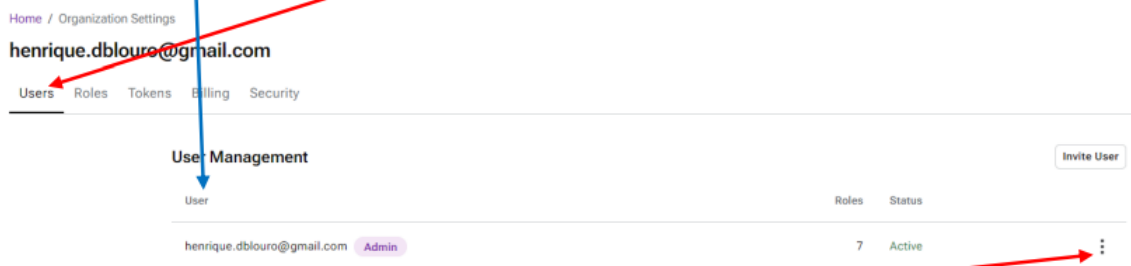 Home / Organization Settings
henrique.dblouro@gmail.com
Users Roles Tokens Billing Security
User Management Invite User
User Roles Status
henrique.dblouro@gmail.com Admin 7 Active